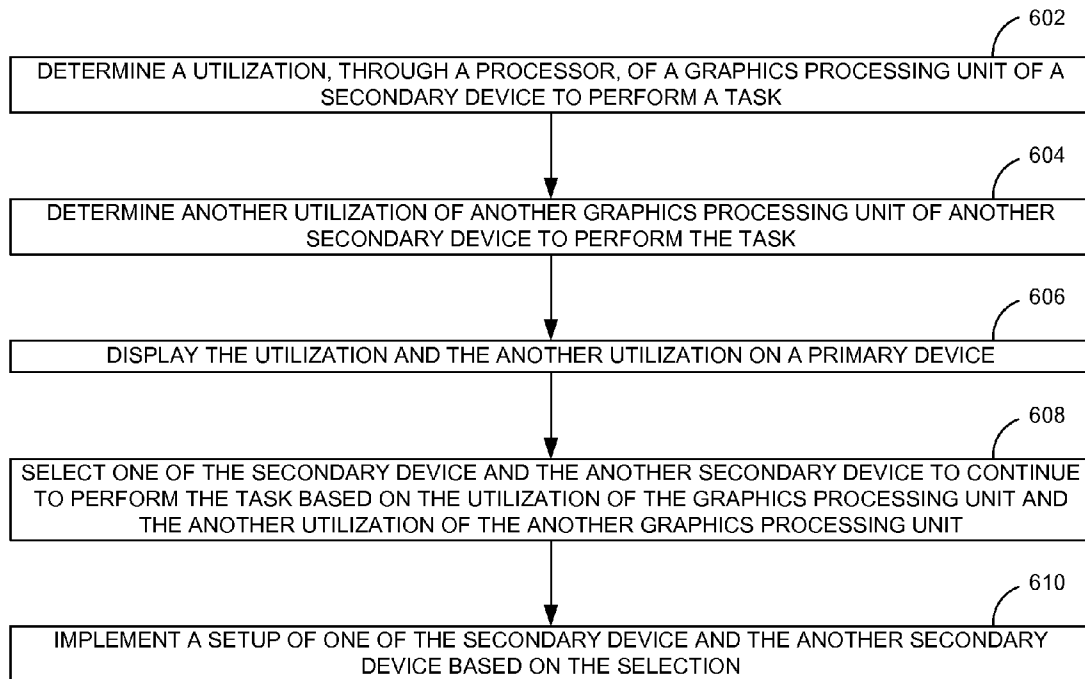 602
DETERMINE A UTILIZATION, THROUGH A PROCESSOR, OF A GRAPHICS PROCESSING UNIT OF A
SECONDARY DEVICE TO PERFORM A TASK
604
DETERMINE ANOTHER UTILIZATION OF ANOTHER GRAPHICS PROCESSING UNIT OF ANOTHER
SECONDARY DEVICE TO PERFORM THE TASK
606
DISPLAY THE UTILIZATION AND THE ANOTHER UTILIZATION ON A PRIMARY DEVICE
608
SELECT ONE OF THE SECONDARY DEVICE AND THE ANOTHER SECONDARY DEVICE TO CONTINUE
TO PERFORM THE TASK BASED ON THE UTILIZATION OF THE GRAPHICS PROCESSING UNIT AND
THE ANOTHER UTILIZATION OF THE ANOTHER GRAPHICS PROCESSING UNIT
610
IMPLEMENT A SETUP OF ONE OF THE SECONDARY DEVICE AND THE ANOTHER SECONDARY
DEVICE BASED ON THE SELECTION